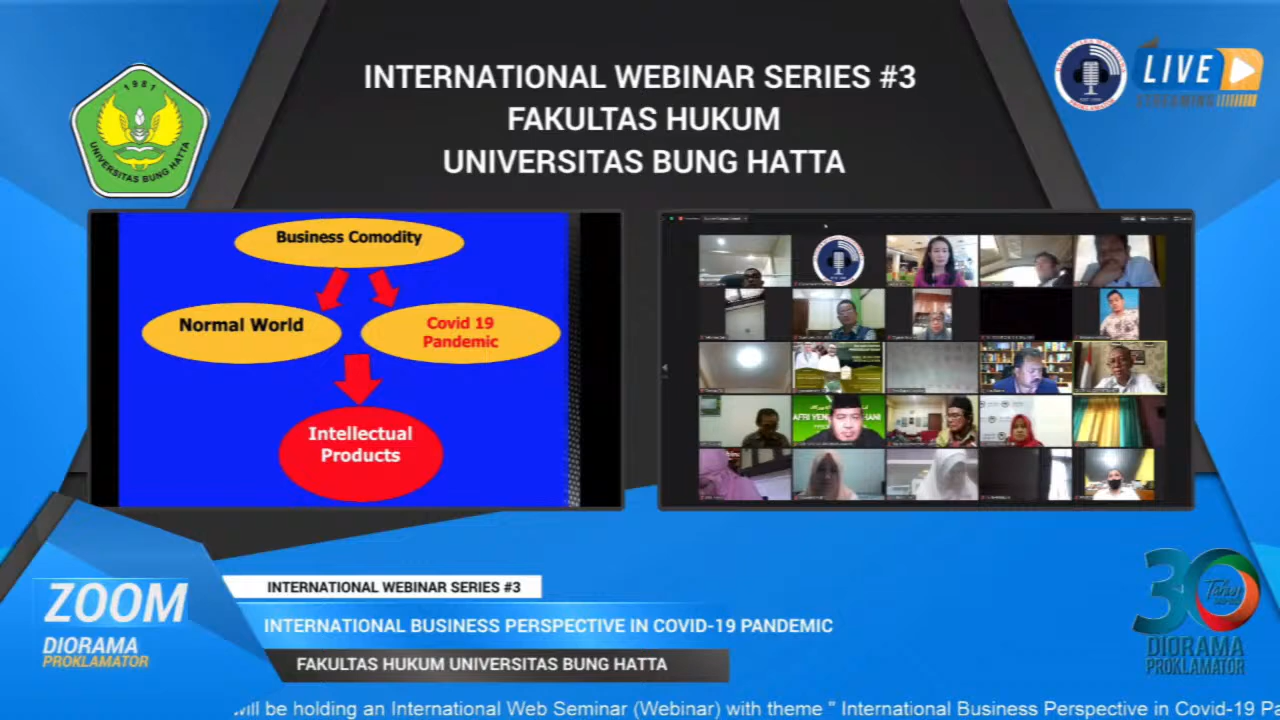 INTERNATIONAL WEBINAR SERIES #3
FAKULTAS HUKUM
UNIVERSITAS BUNG HATTA
1981
UNIVERSITAS BUNG HATTA
LIVE
STREAMING
Business Comodity
Normal World
Covid 19
Pandemic
Intellectual
Products
ZOOM
DIORAMA
PROKLAMATOR
INTERNATIONAL WEBINAR SERIES #3
INTERNATIONAL BUSINESS PERSPECTIVE IN COVID-19 PANDEMIC
FAKULTAS HUKUM UNIVERSITAS BUNG HATTA
30
Tahun
DIORAMA
PROKLAMATOR
will be holding an International Web Seminar (Webinar) with theme " International Business Perspective in Covid-19 Pa